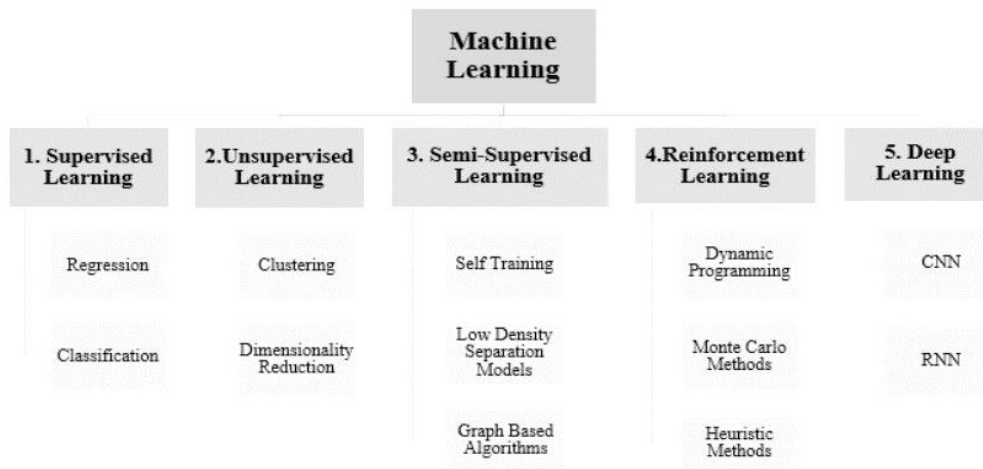 Machine
Learning
1. Supervised
Learning
2.Unsupervised
Learning
3. Semi-Supervised
Learning
4.Reinforcement
Learning
5. Deep
Learning
Regression
Classification
Clustering
Dimensionality
Reduction
Self Training
Low Density
Separation
Models
Graph Based
Algorithms
Dynamic
Programming
Monte Carlo
Methods
Heuristic
Methods
CNN
RNN